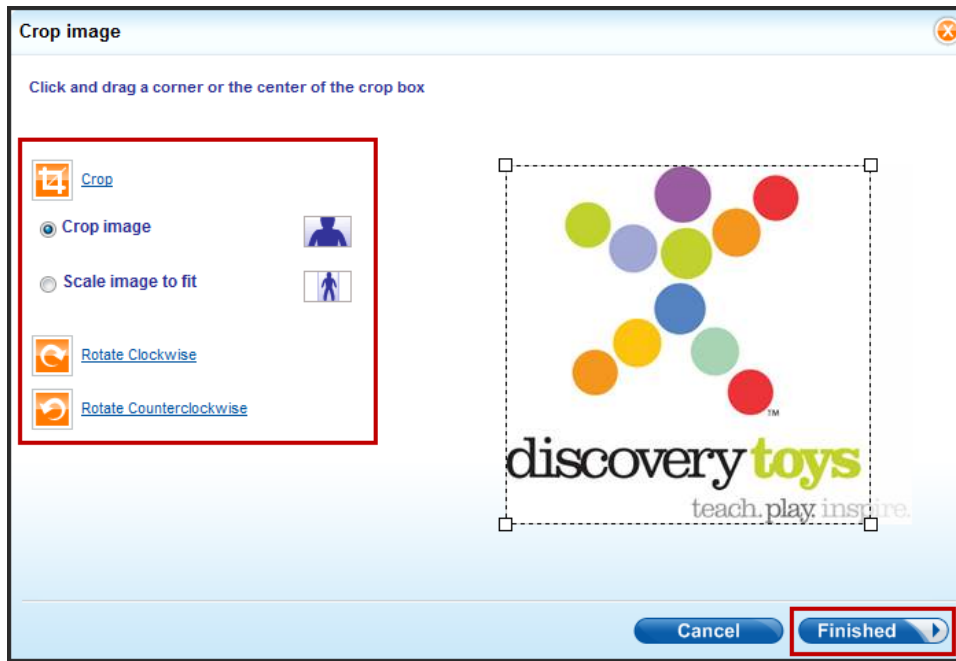 Crop image
Click and drag a corner or the center of the crop box
Crop
Crop image
Scale image to fit
Rotate Clockwise
Rotate Counterclockwise
TM
discovery toys
teach.play.inspire.
Cancel
Finished